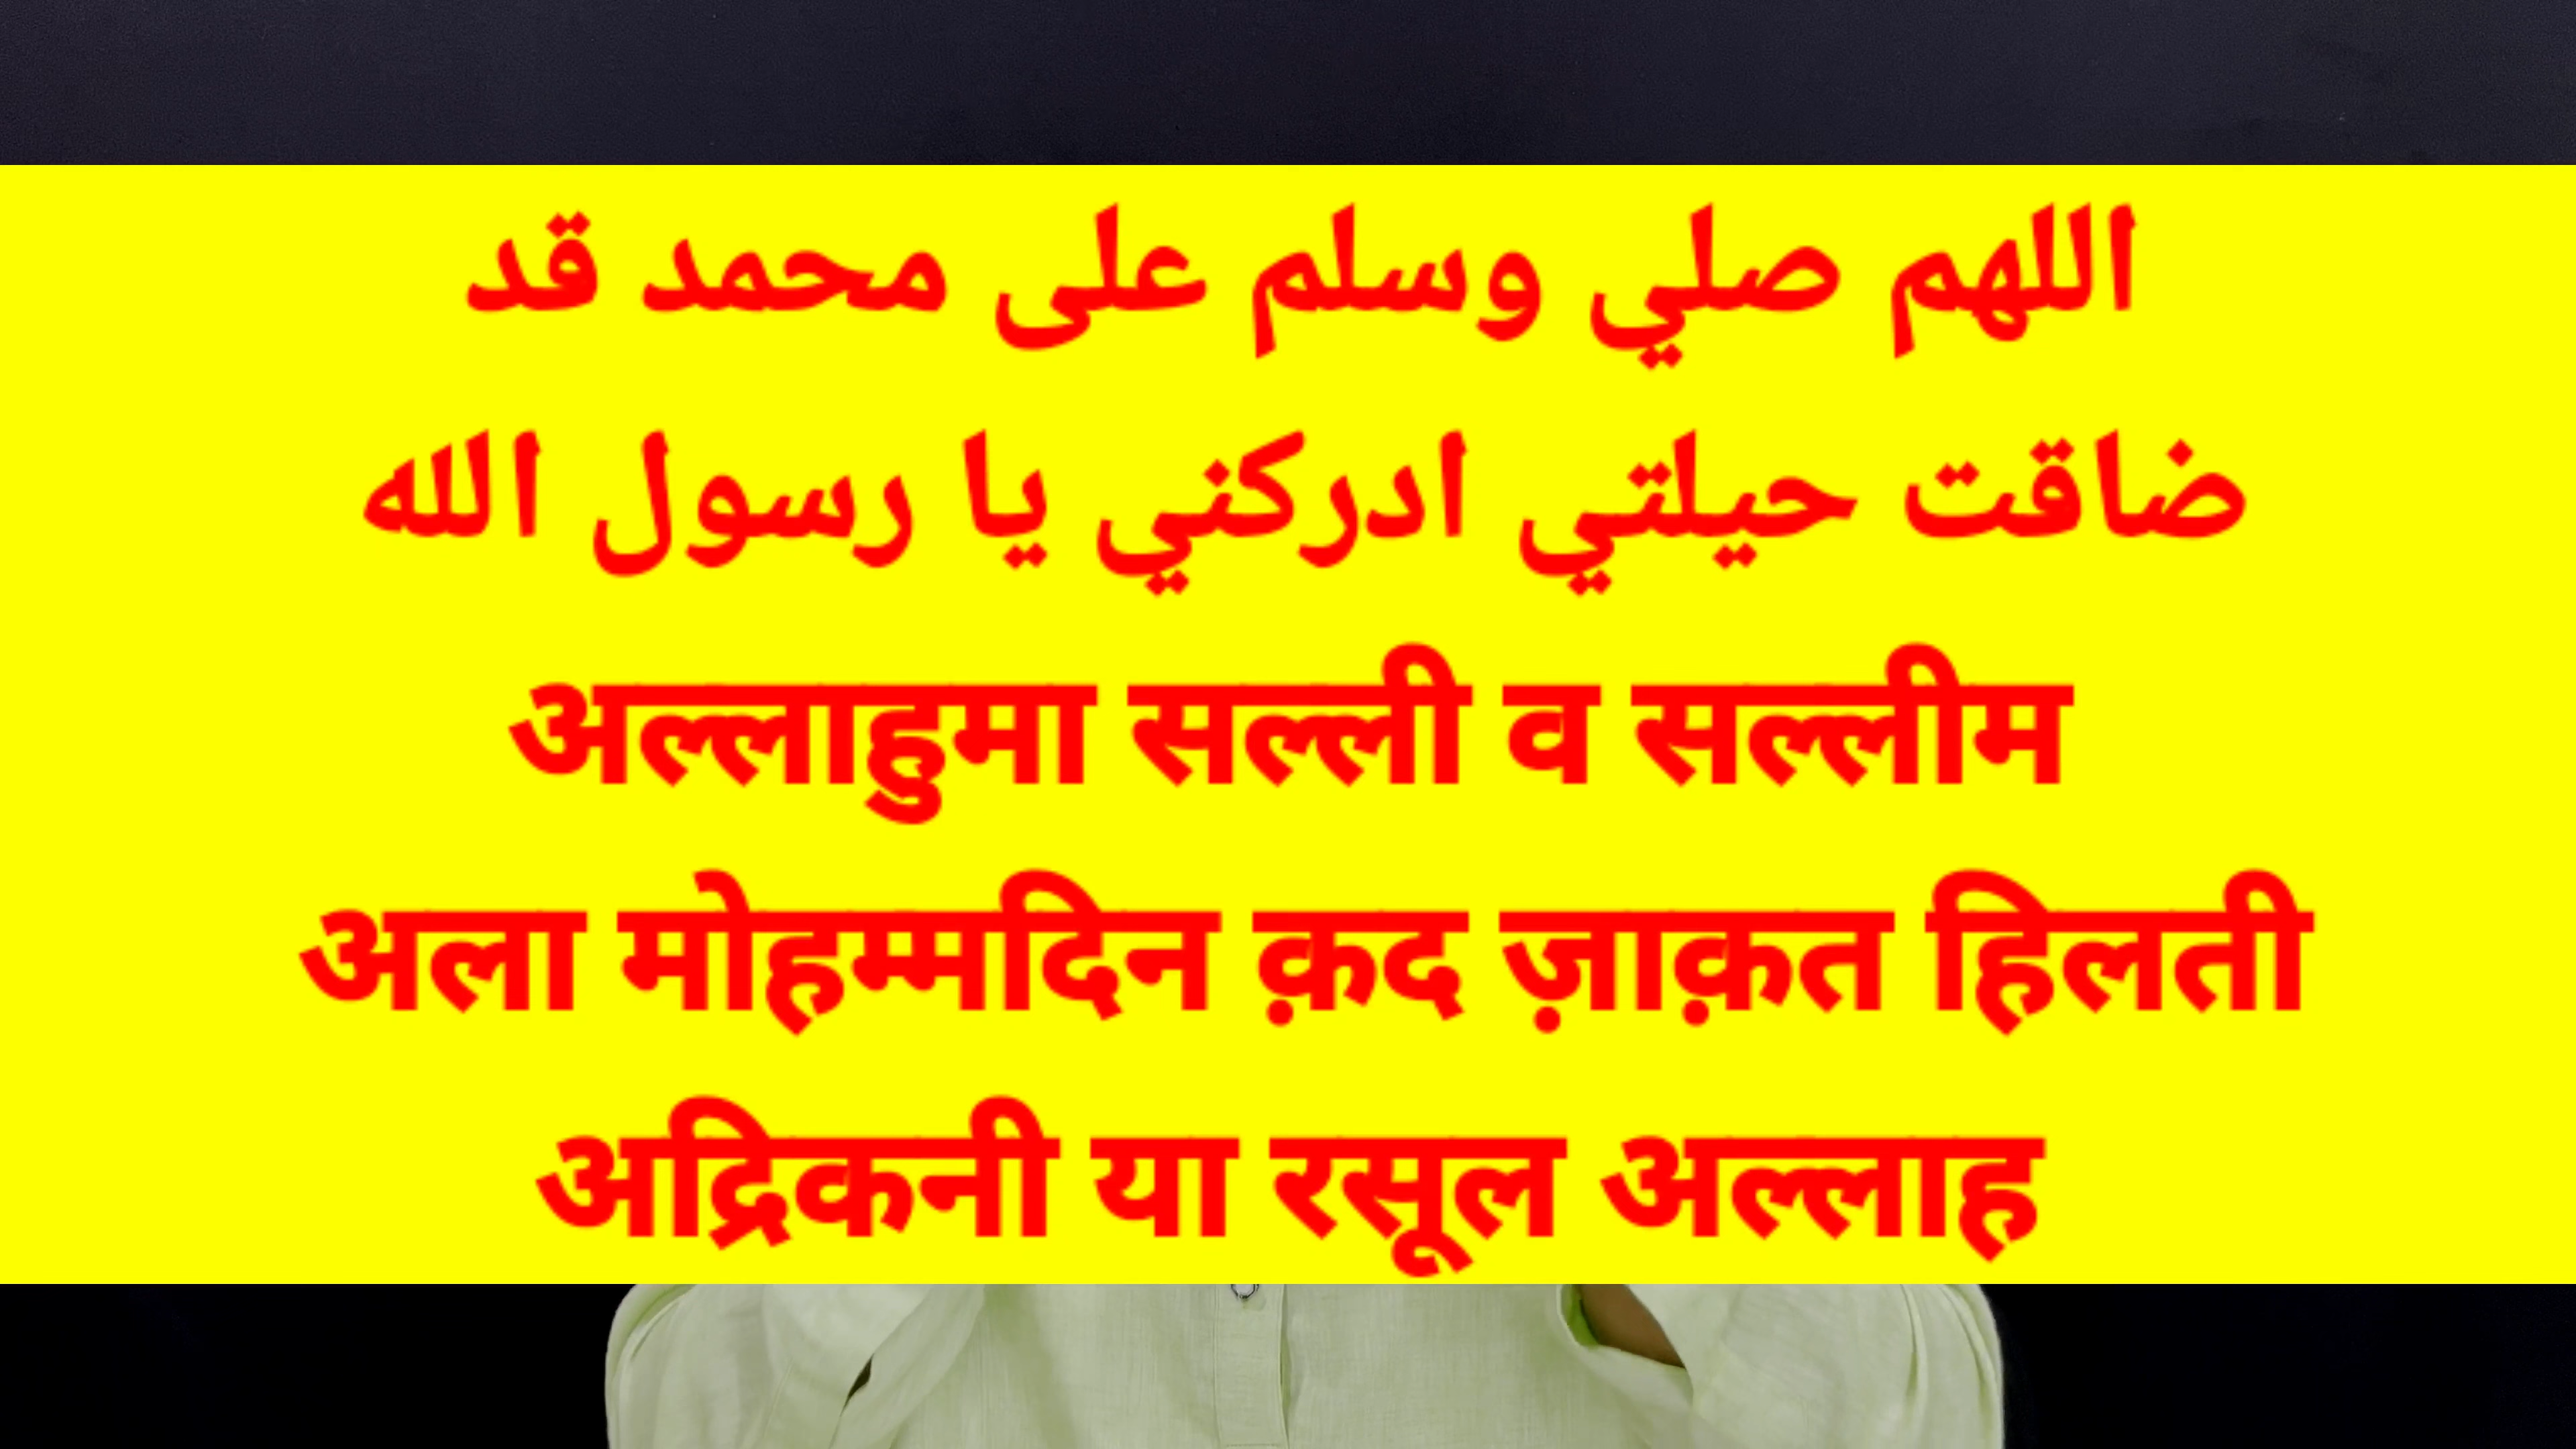 اللهم صلي وسلم على محمد قد
ضاقت حيلتي ادركني يا رسول الله
अल्लाहुमा सल्ली व सल्लीम
अला मोहम्मदिन क़द ज़ाक़त हिलती
अद्रिकनी या रसूल अल्लाह